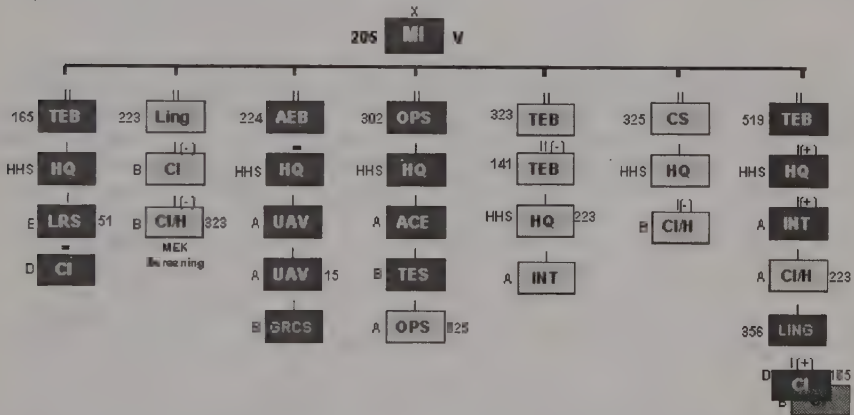 X
205 MI V
II II II II II II II
165 TEB 223 Ling 224 AEB 302 OPS 323 TEB 325 CS 519 TEB
I I(-) I I II(-) I I(+)
HHS HQ B CI HHS HQ HHS HQ 141 TEB HHS HQ HHS HQ
I I(-) I I I I(-) I(+)
E LRS 51 B CI/H 323 A UAV A ACE HHS HQ 223 B CI/H A INT
MEK
D CI A UAV 15 B TES A INT A CI/H 223
B GRCS A OPS 356 LING
I(+)
D CI
B